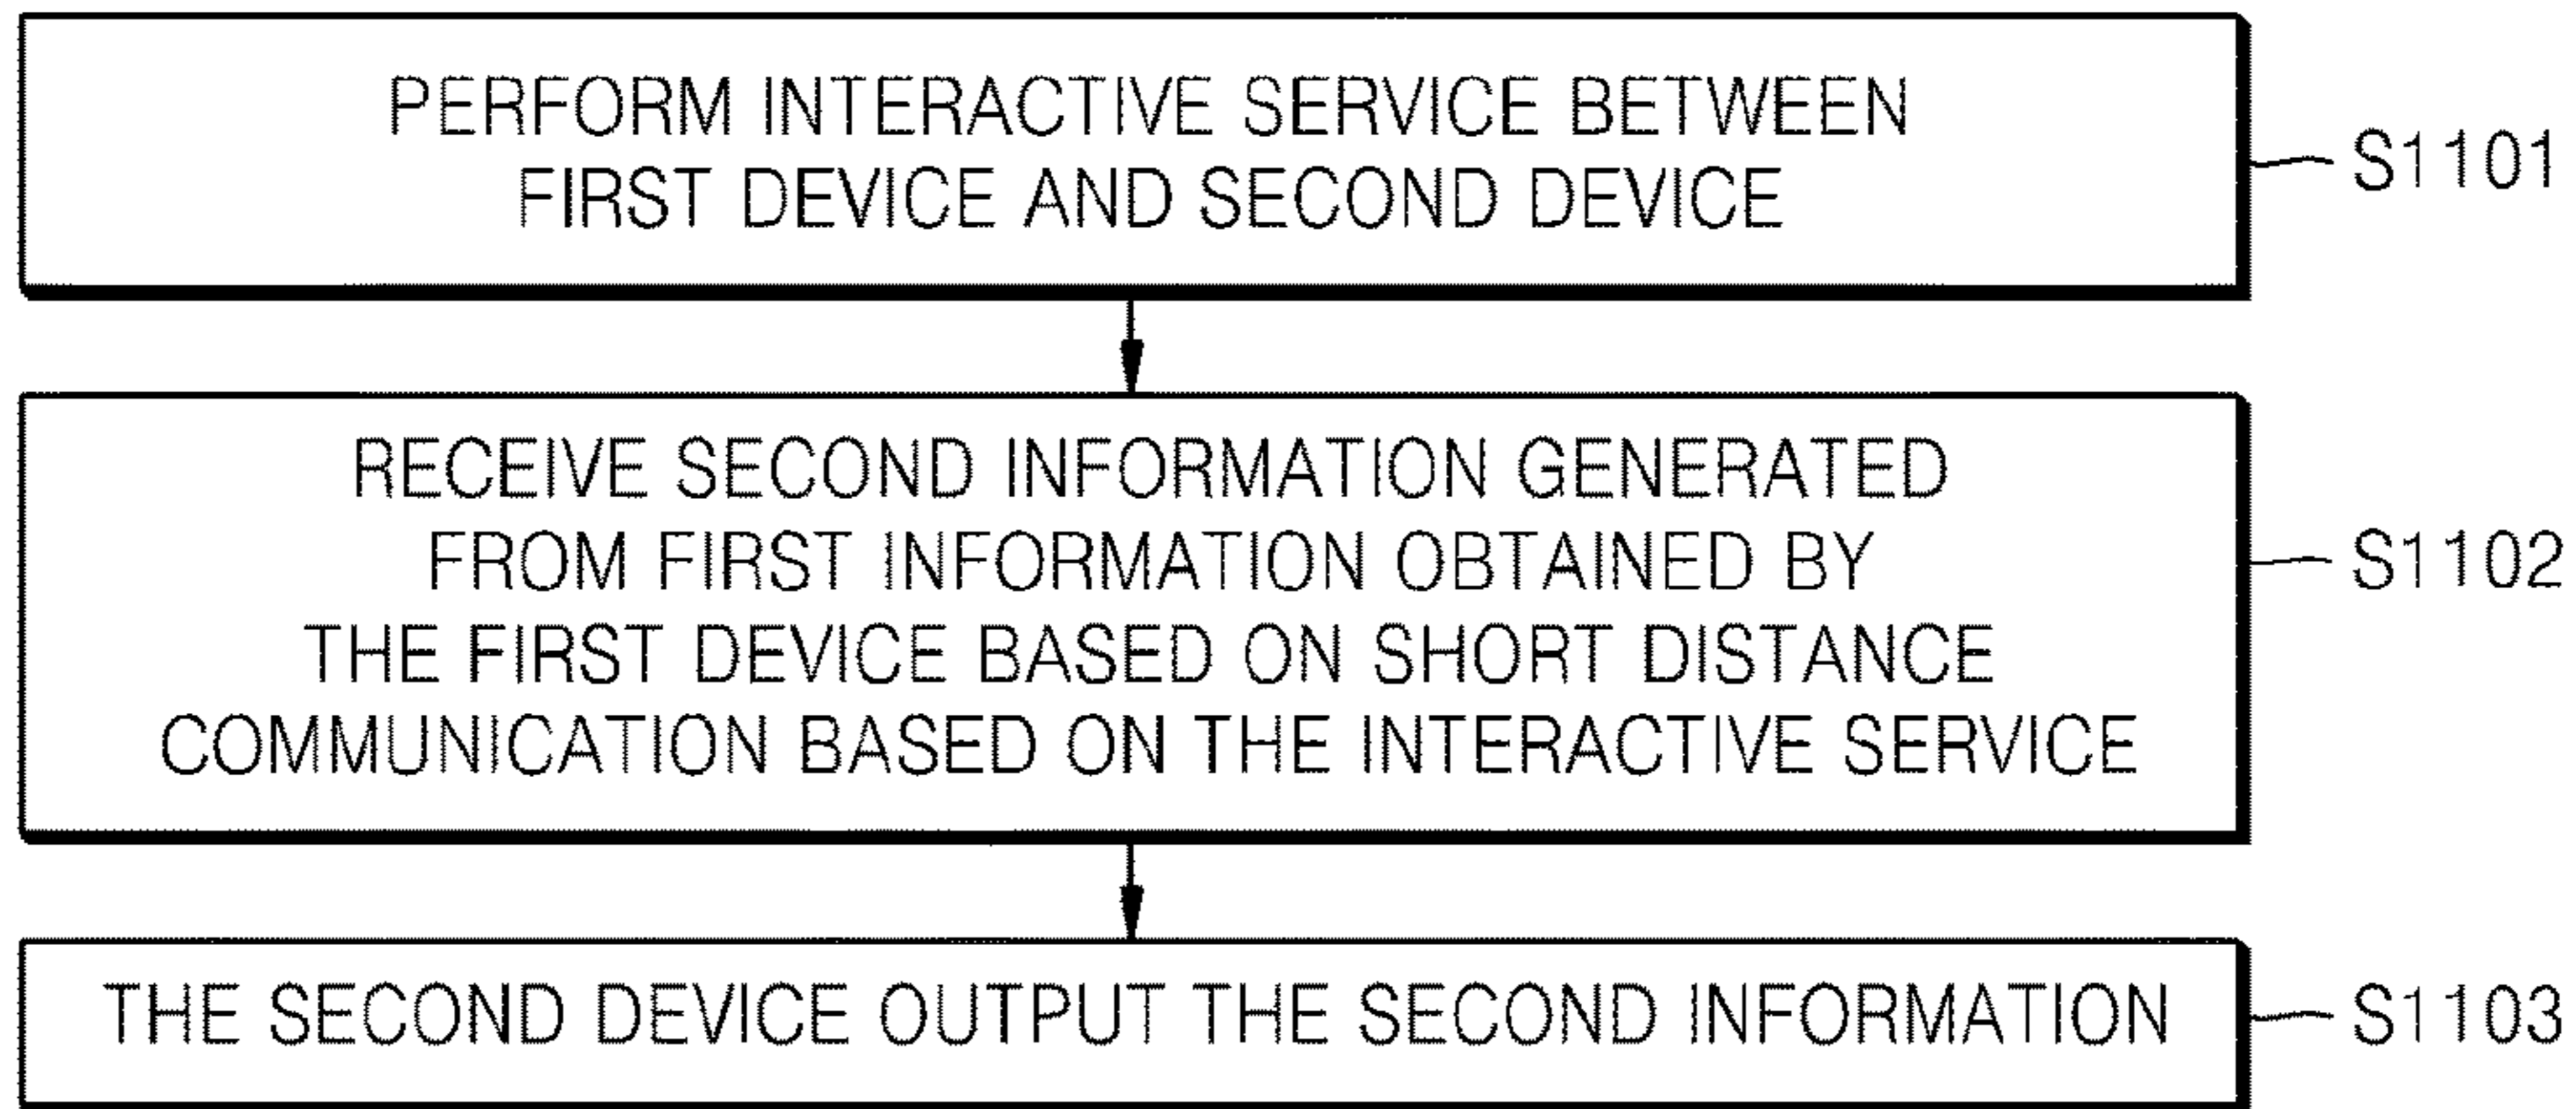 PERFORM INTERACTIVE SERVICE BETWEEN
FIRST DEVICE AND SECOND DEVICE
S1101
RECEIVE SECOND INFORMATION GENERATED
FROM FIRST INFORMATION OBTAINED BY
THE FIRST DEVICE BASED ON SHORT DISTANCE
COMMUNICATION BASED ON THE INTERACTIVE SERVICE
S1102
THE SECOND DEVICE OUTPUT THE SECOND INFORMATION
S1103